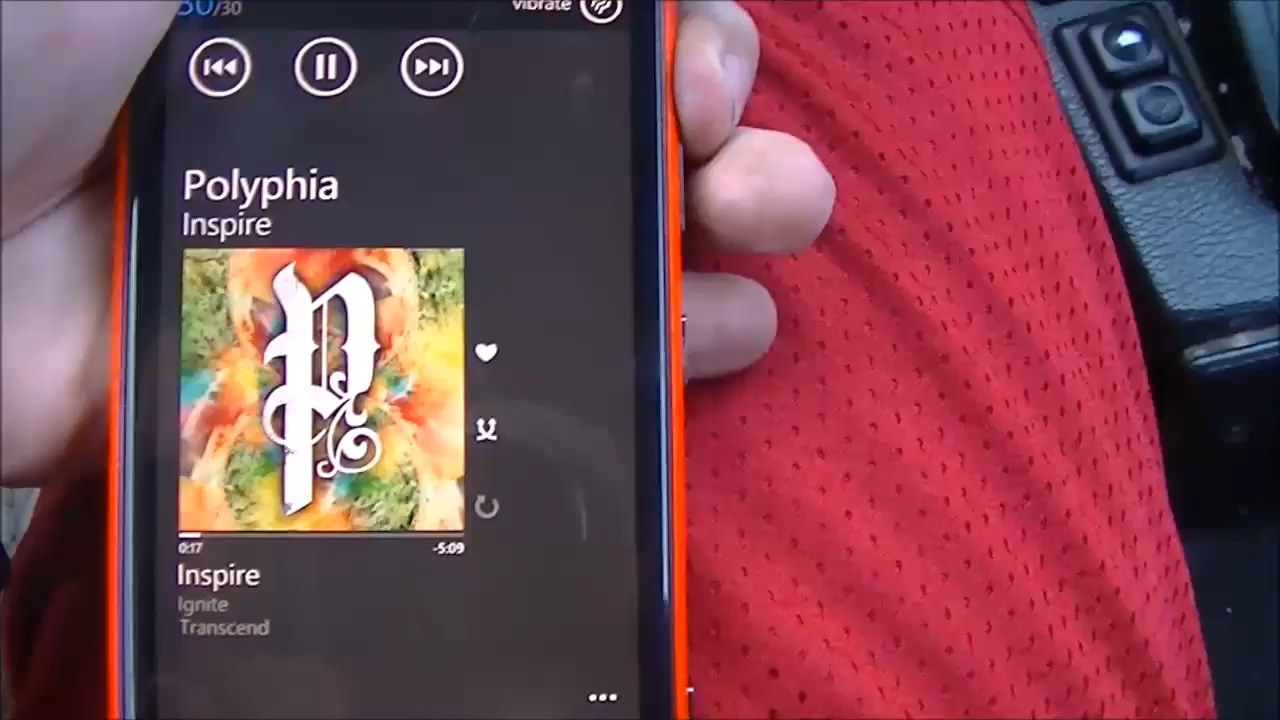 30/30
vibrate
Polyphia
Inspire
P
0:17
-5:09
Inspire
Ignite
Transcend